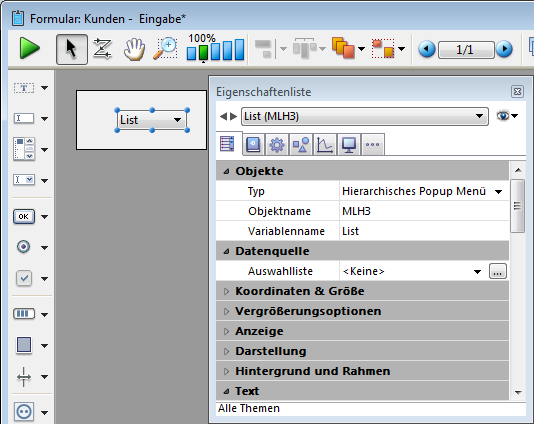 Formular: Kunden - Eingabe*
100%
1/1
List
Eigenschaftenliste
List (MLH3)
Objekte
Typ Hierarchisches Popup Menü
Objektname MLH3
Variablenname List
Datenquelle
Auswahlliste <Keine> ...
Koordinaten & Größe
Vergrößerungsoptionen
Anzeige
Darstellung
Hintergrund und Rahmen
Text
Alle Themen
OK